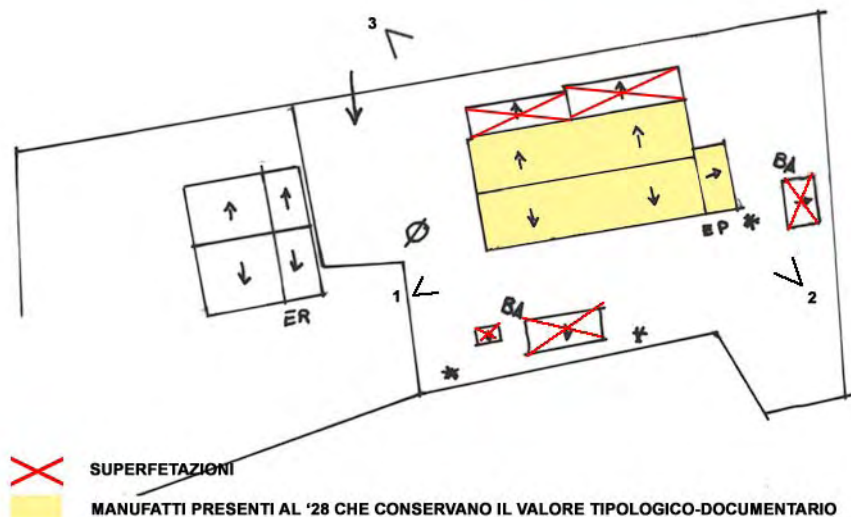 3
BA
EP
2
1
BA
ER
SUPERFETAZIONI
MANUFATTI PRESENTI AL '28 CHE CONSERVANO IL VALORE TIPOLOGICO-DOCUMENTARIO